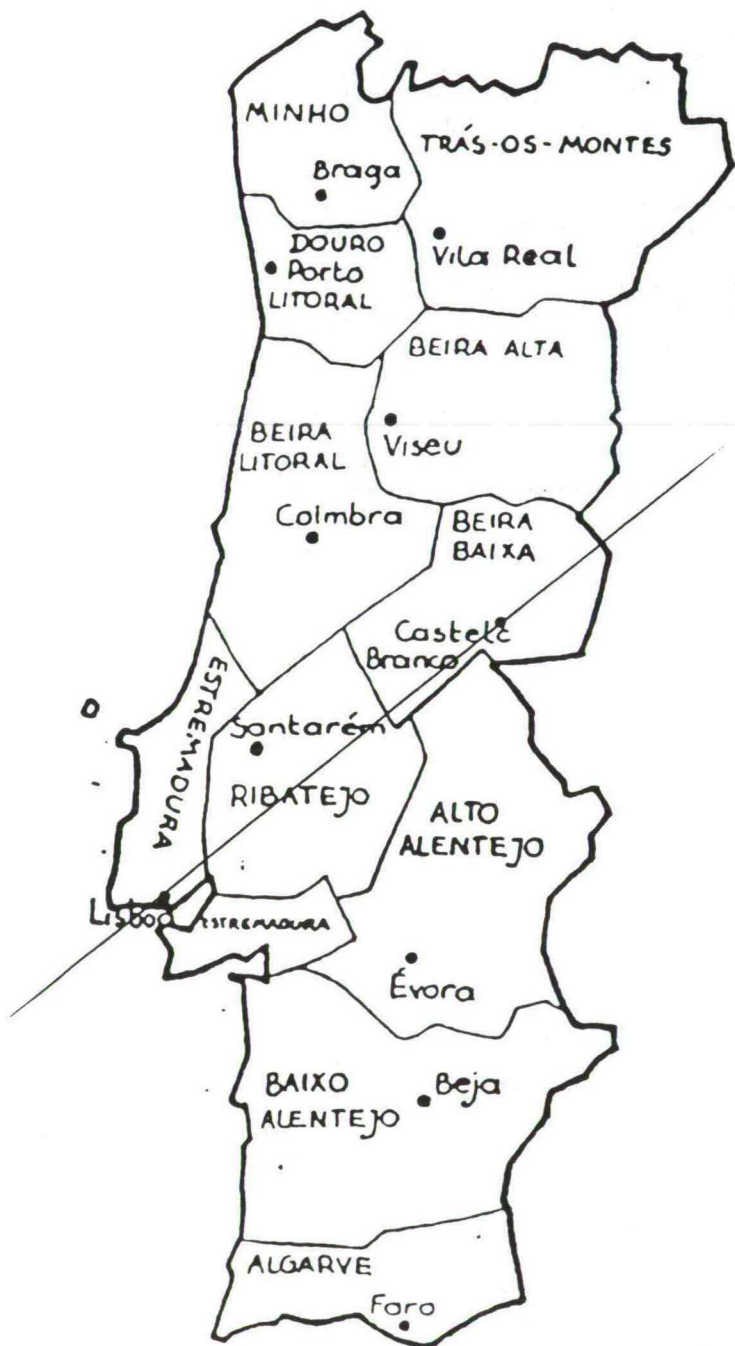 MINHO
Braga
TRÁS-OS-MONTES
Vila Real
DOURO
Porto
LITORAL
BEIRA ALTA
Viseu
BEIRA
LITORAL
Coimbra
BEIRA
BAIXA
Castelo
Branco
ESTREMADURA
Santarém
RIBATEJO
ALTO
ALENTEJO
Lisboa
ESTREMADURA
Évora
BAIXO
ALENTEJO
Beja
ALGARVE
Faro